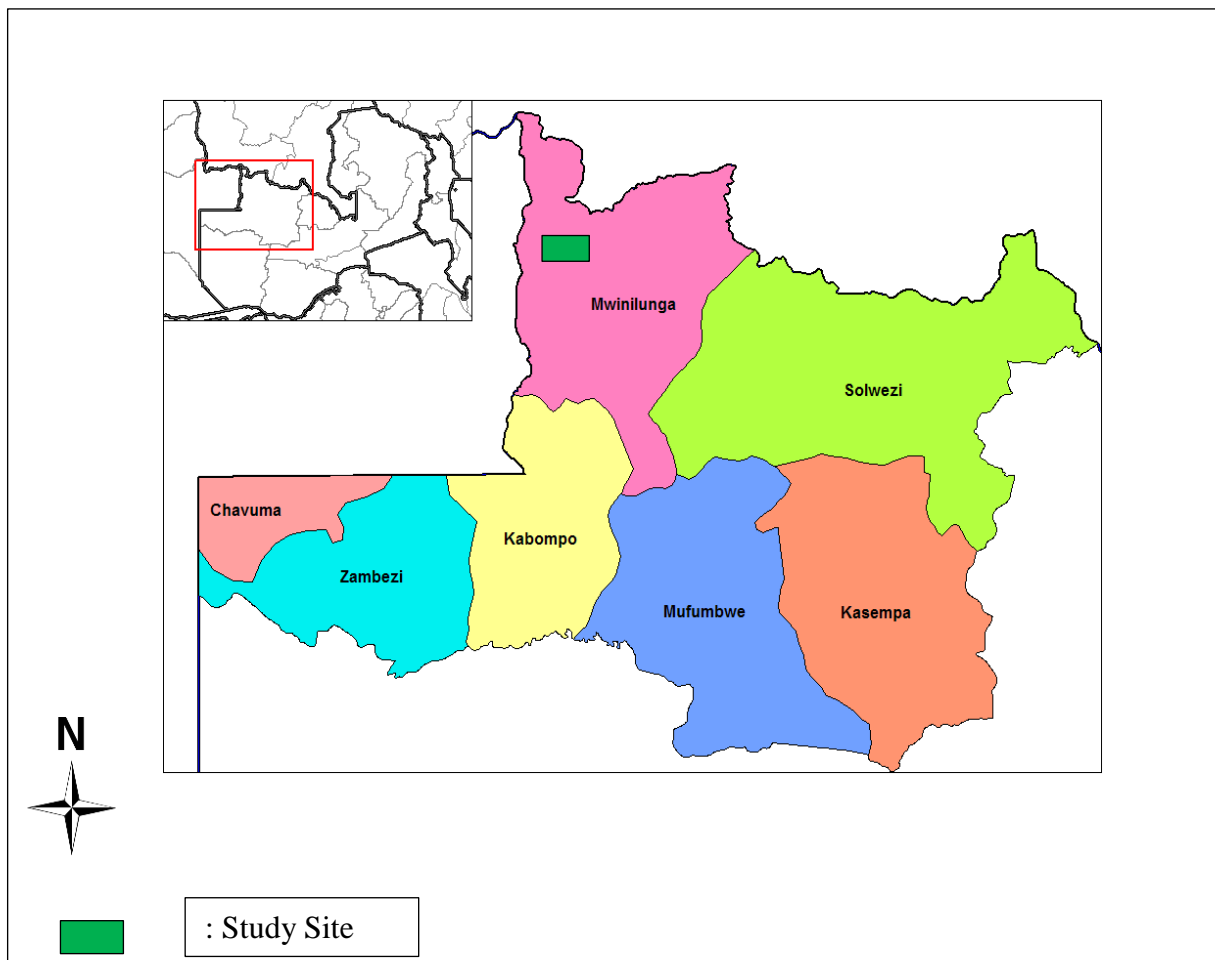 Mwinilunga
Solwezi
Chavuma
Kabompo
Zambezi
Mufumbwe
Kasempa
N
: Study Site